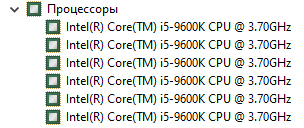 Процессоры
Intel(R) Core(TM) i5-9600K CPU @ 3.70GHz
Intel(R) Core(TM) i5-9600K CPU @ 3.70GHz
Intel(R) Core(TM) i5-9600K CPU @ 3.70GHz
Intel(R) Core(TM) i5-9600K CPU @ 3.70GHz
Intel(R) Core(TM) i5-9600K CPU @ 3.70GHz
Intel(R) Core(TM) i5-9600K CPU @ 3.70GHz